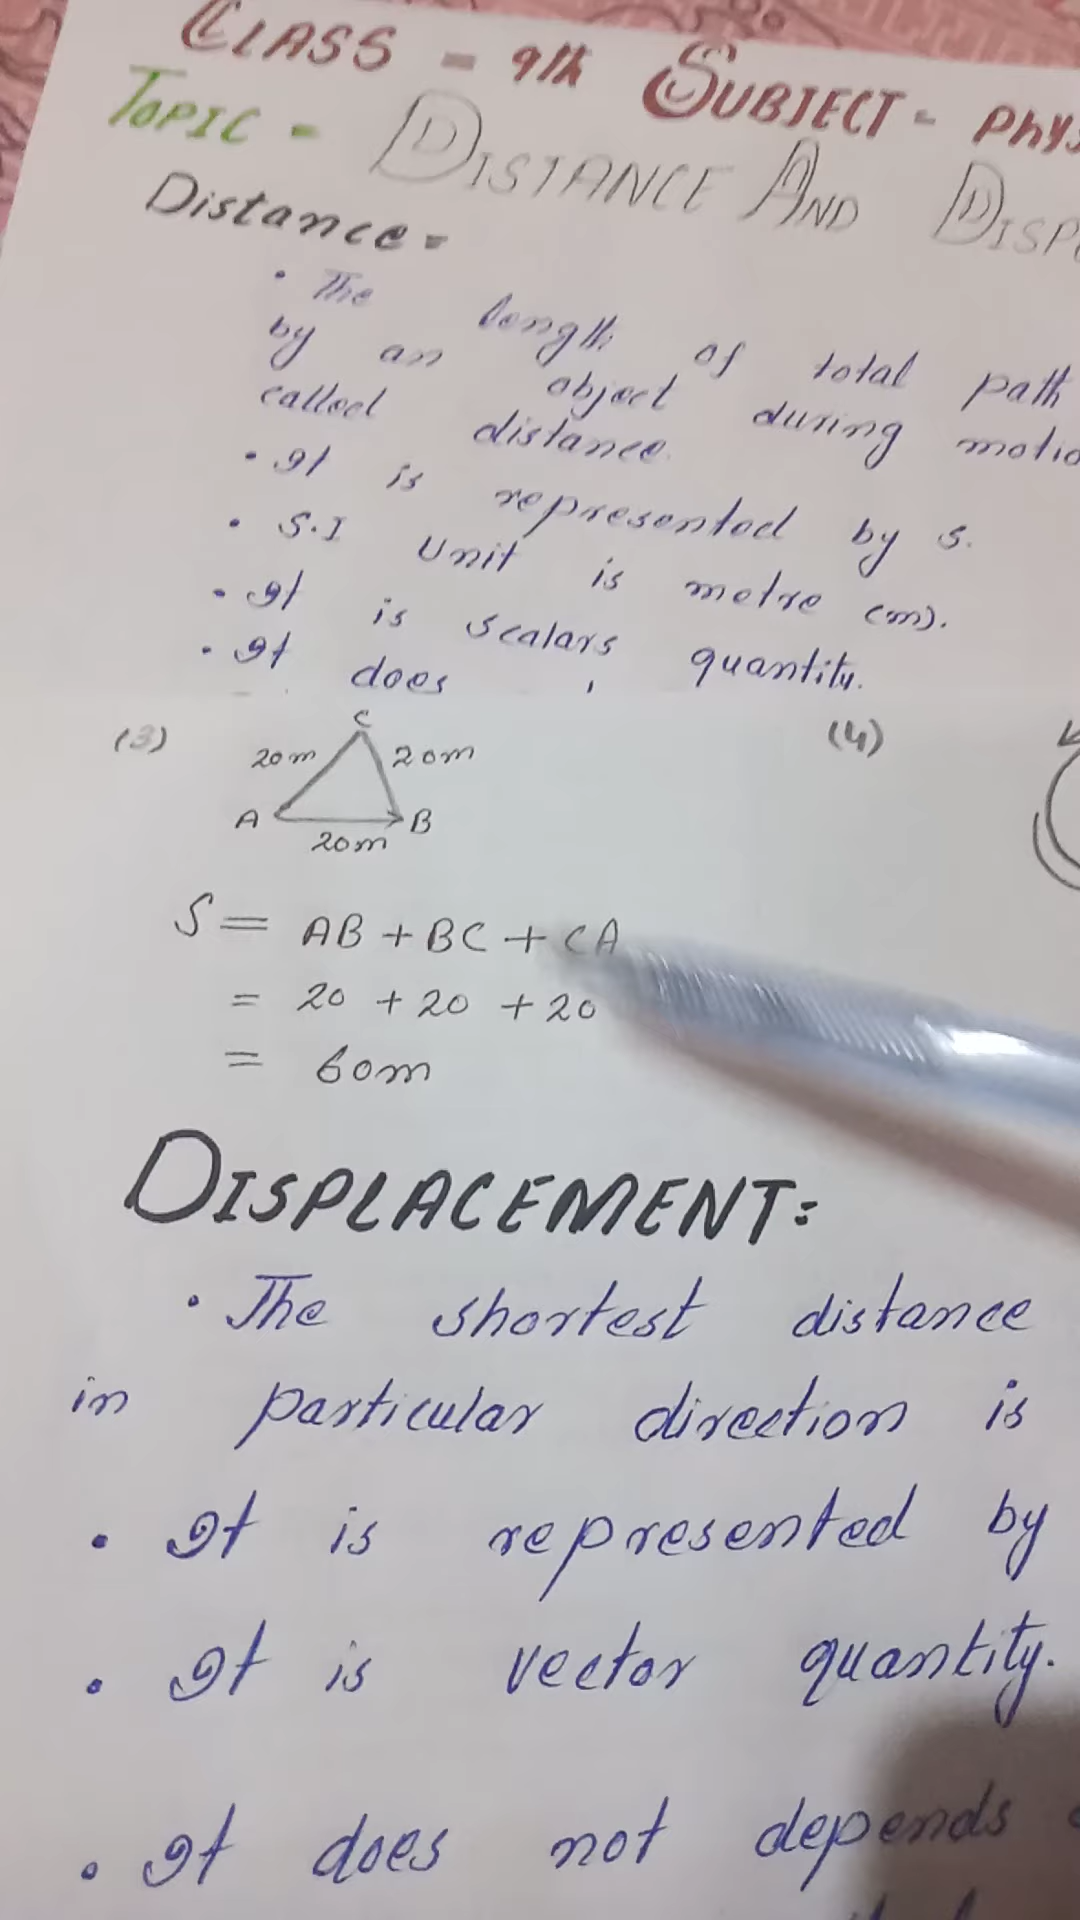 CLASS = 9th SUBJECT = Phys
TOPIC = DISTANCE AND DISPL
Distance =
• The length of total path
by an object during motio
called distance.
• It is represented by s.
• S.I Unit is metre (m).
• It is scalars quantity.
• It does
(3) (4)
C
20m 20m
A B
20m
S = AB + BC + CA
= 20 + 20 + 20
= 60m
DISPLACEMENT:
• The shortest distance
in particular direction is
• It is represented by
• It is vector quantity.
• It does not depends